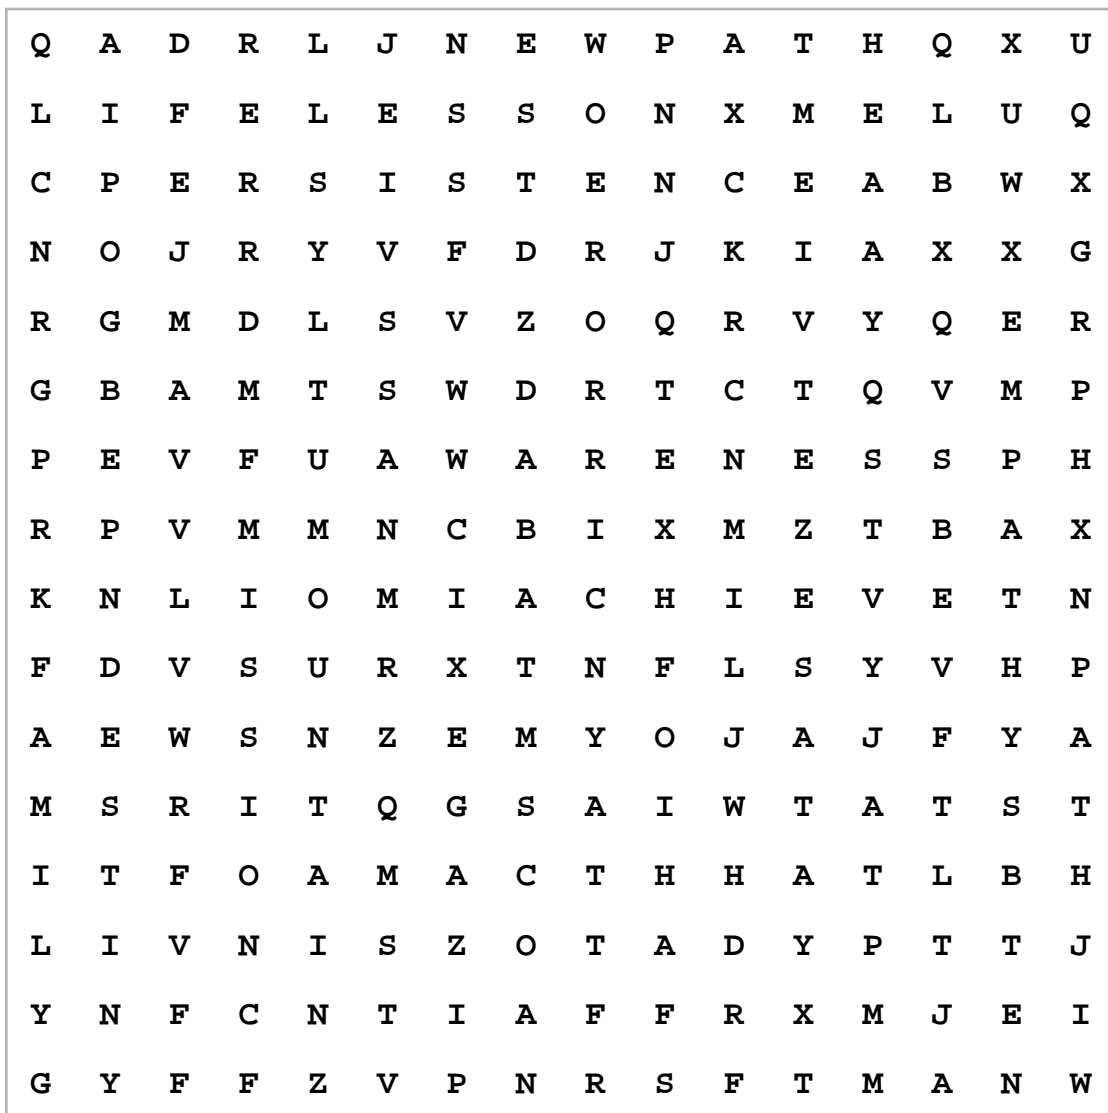 Q A D R L J N E W P A T H Q X U
L I F E L E S S O N X M E L U Q
C P E R S I S T E N C E A B W X
N O J R Y V F D R J K I A X X G
R G M D L S V Z O Q R V Y Q E R
G B A M T S W D R T C T Q V M P
P E V F U A W A R E N E S S P H
R P V M M N C B I X M Z T B A X
K N L I O M I A C H I E V E T N
F D V S U R X T N F L S Y V H P
A E W S N Z E M Y O J A J F Y A
M S R I T Q G S A I W T A T S T
I T F O A M A C T H H A T L B H
L I V N I S Z O T A D Y P T T J
Y N F C N T I A F F R X M J E I
G Y F F Z V P N R S F T M A N W